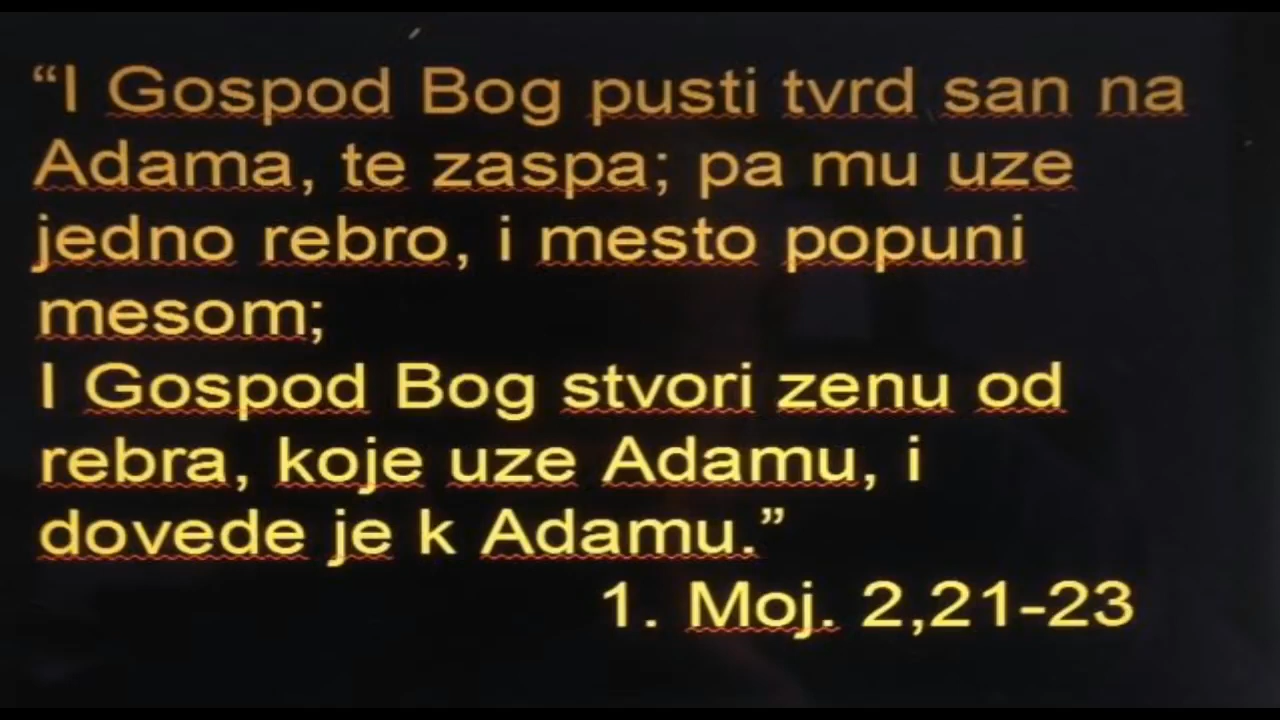 “I Gospod Bog pusti tvrd san na
Adama, te zaspa; pa mu uze
jedno rebro, i mesto popuni
mesom;
I Gospod Bog stvori zenu od
rebra, koje uze Adamu, i
dovede je k Adamu.”
1. Moj. 2,21-23